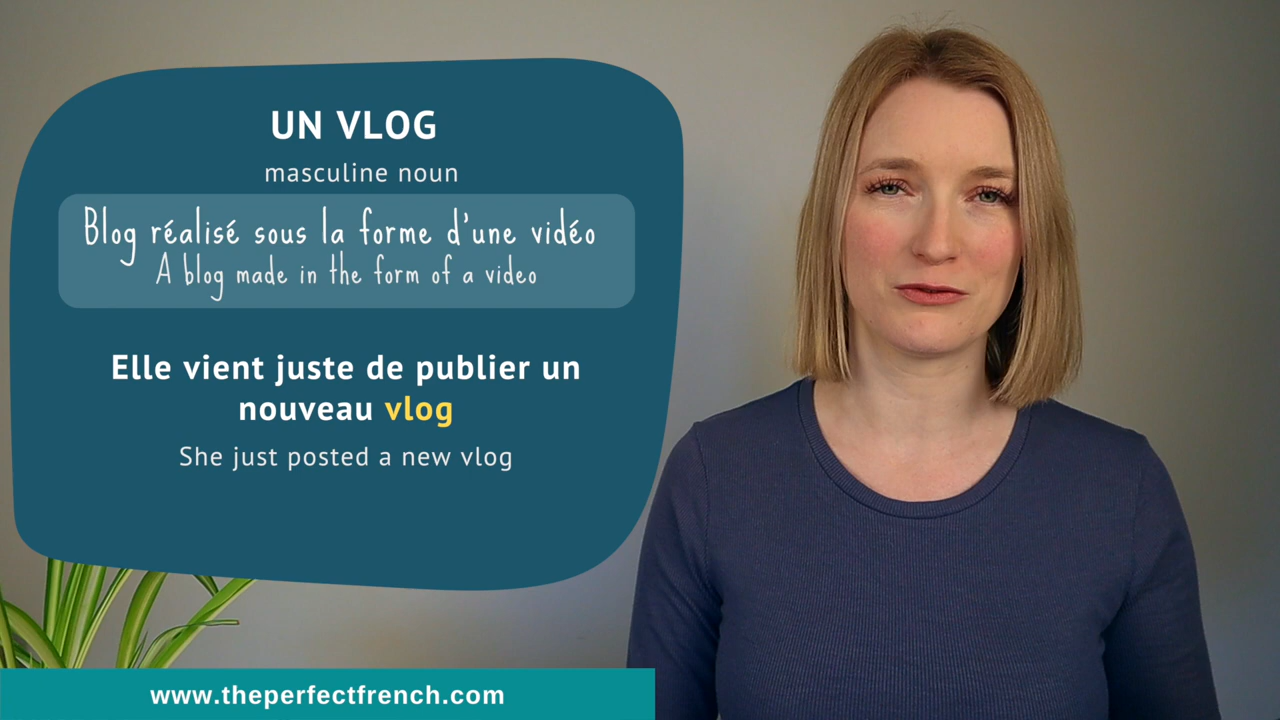 UN VLOG
masculine noun
Blog réalisé sous la forme d'une vidéo
A blog made in the form of a video
Elle vient juste de publier un
nouveau vlog
She just posted a new vlog
www.theperfectfrench.com